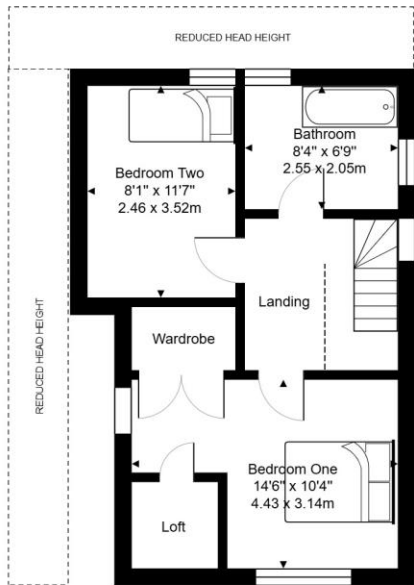 REDUCED HEAD HEIGHT
Bathroom
8'4" x 6'9"
2.55 x 2.05m
Bedroom Two
8'1" x 11'7"
2.46 x 3.52m
Landing
REDUCED HEAD HEIGHT
Wardrobe
Bedroom One
14'6" x 10'4"
4.43 x 3.14m
Loft